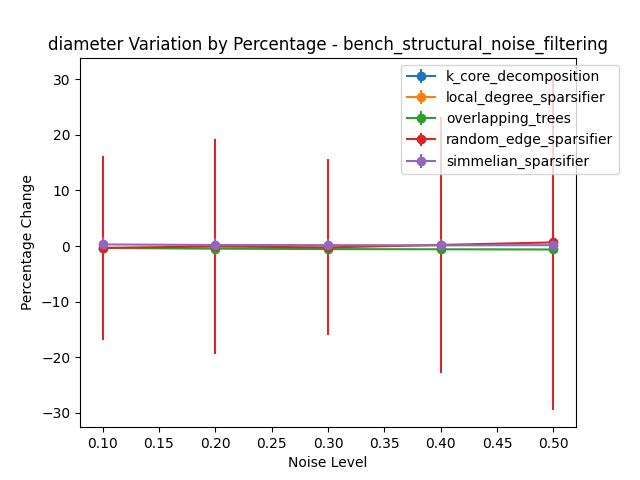 diameter Variation by Percentage - bench_structural_noise_filtering
k_core_decomposition
local_degree_sparsifier
overlapping_trees
random_edge_sparsifier
simmelian_sparsifier
Percentage Change
30
20
10
0
−10
−20
−30
0.10 0.15 0.20 0.25 0.30 0.35 0.40 0.45 0.50
Noise Level